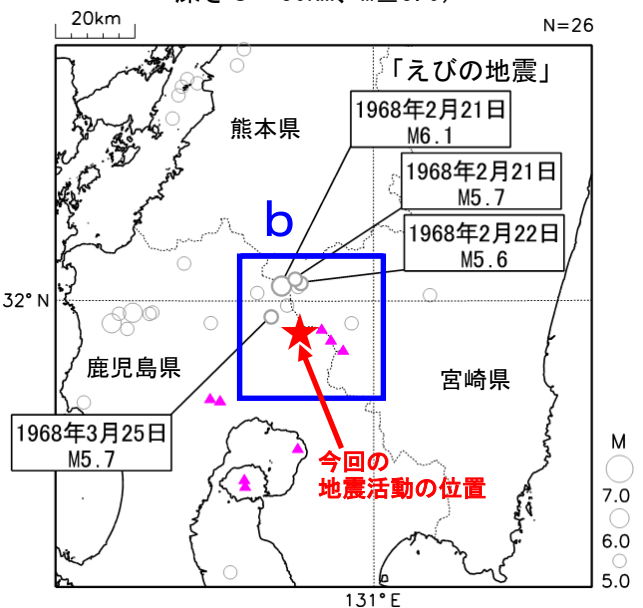 20km
N=26
「えびの地震」
1968年2月21日
M6.1
熊本県
1968年2月21日
M5.7
b
1968年2月22日
M5.6
32°N
鹿児島県
宮崎県
1968年3月25日
M5.7
今回の
地震活動の位置
M
7.0
6.0
5.0
131°E